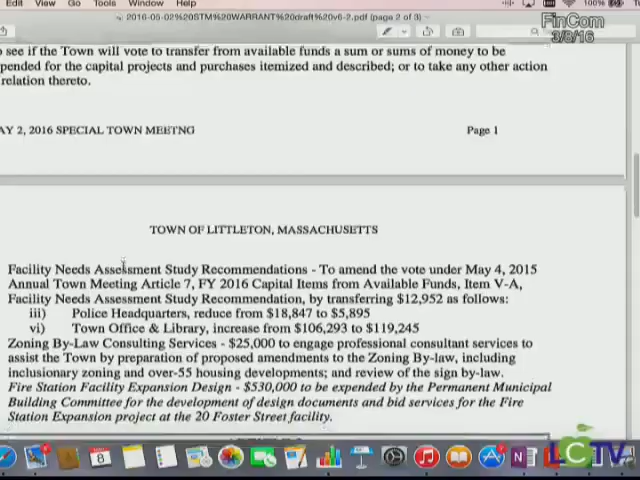 Edit View Go Tools Window Help
100%
2016-05-02%20STM%20WARRANT%20draft%20v6-2.pdf (page 2 of 3)
FinCom
3/8/16
o see if the Town will vote to transfer from available funds a sum or sums of money to be
pended for the capital projects and purchases itemized and described; or to take any other action
relation thereto.
AY 2, 2016 SPECIAL TOWN MEETNG
Page 1
TOWN OF LITTLETON, MASSACHUSETTS
Facility Needs Assessment Study Recommendations - To amend the vote under May 4, 2015
Annual Town Meeting Article 7, FY 2016 Capital Items from Available Funds, Item V-A,
Facility Needs Assessment Study Recommendation, by transferring $12,952 as follows:
iii) Police Headquarters, reduce from $18,847 to $5,895
vi) Town Office & Library, increase from $106,293 to $119,245
Zoning By-Law Consulting Services - $25,000 to engage professional consultant services to
assist the Town by preparation of proposed amendments to the Zoning By-law, including
inclusionary zoning and over-55 housing developments; and review of the sign by-law.
Fire Station Facility Expansion Design - $530,000 to be expended by the Permanent Municipal
Building Committee for the development of design documents and bid services for the Fire
Station Expansion project at the 20 Foster Street facility.
8
LCTV